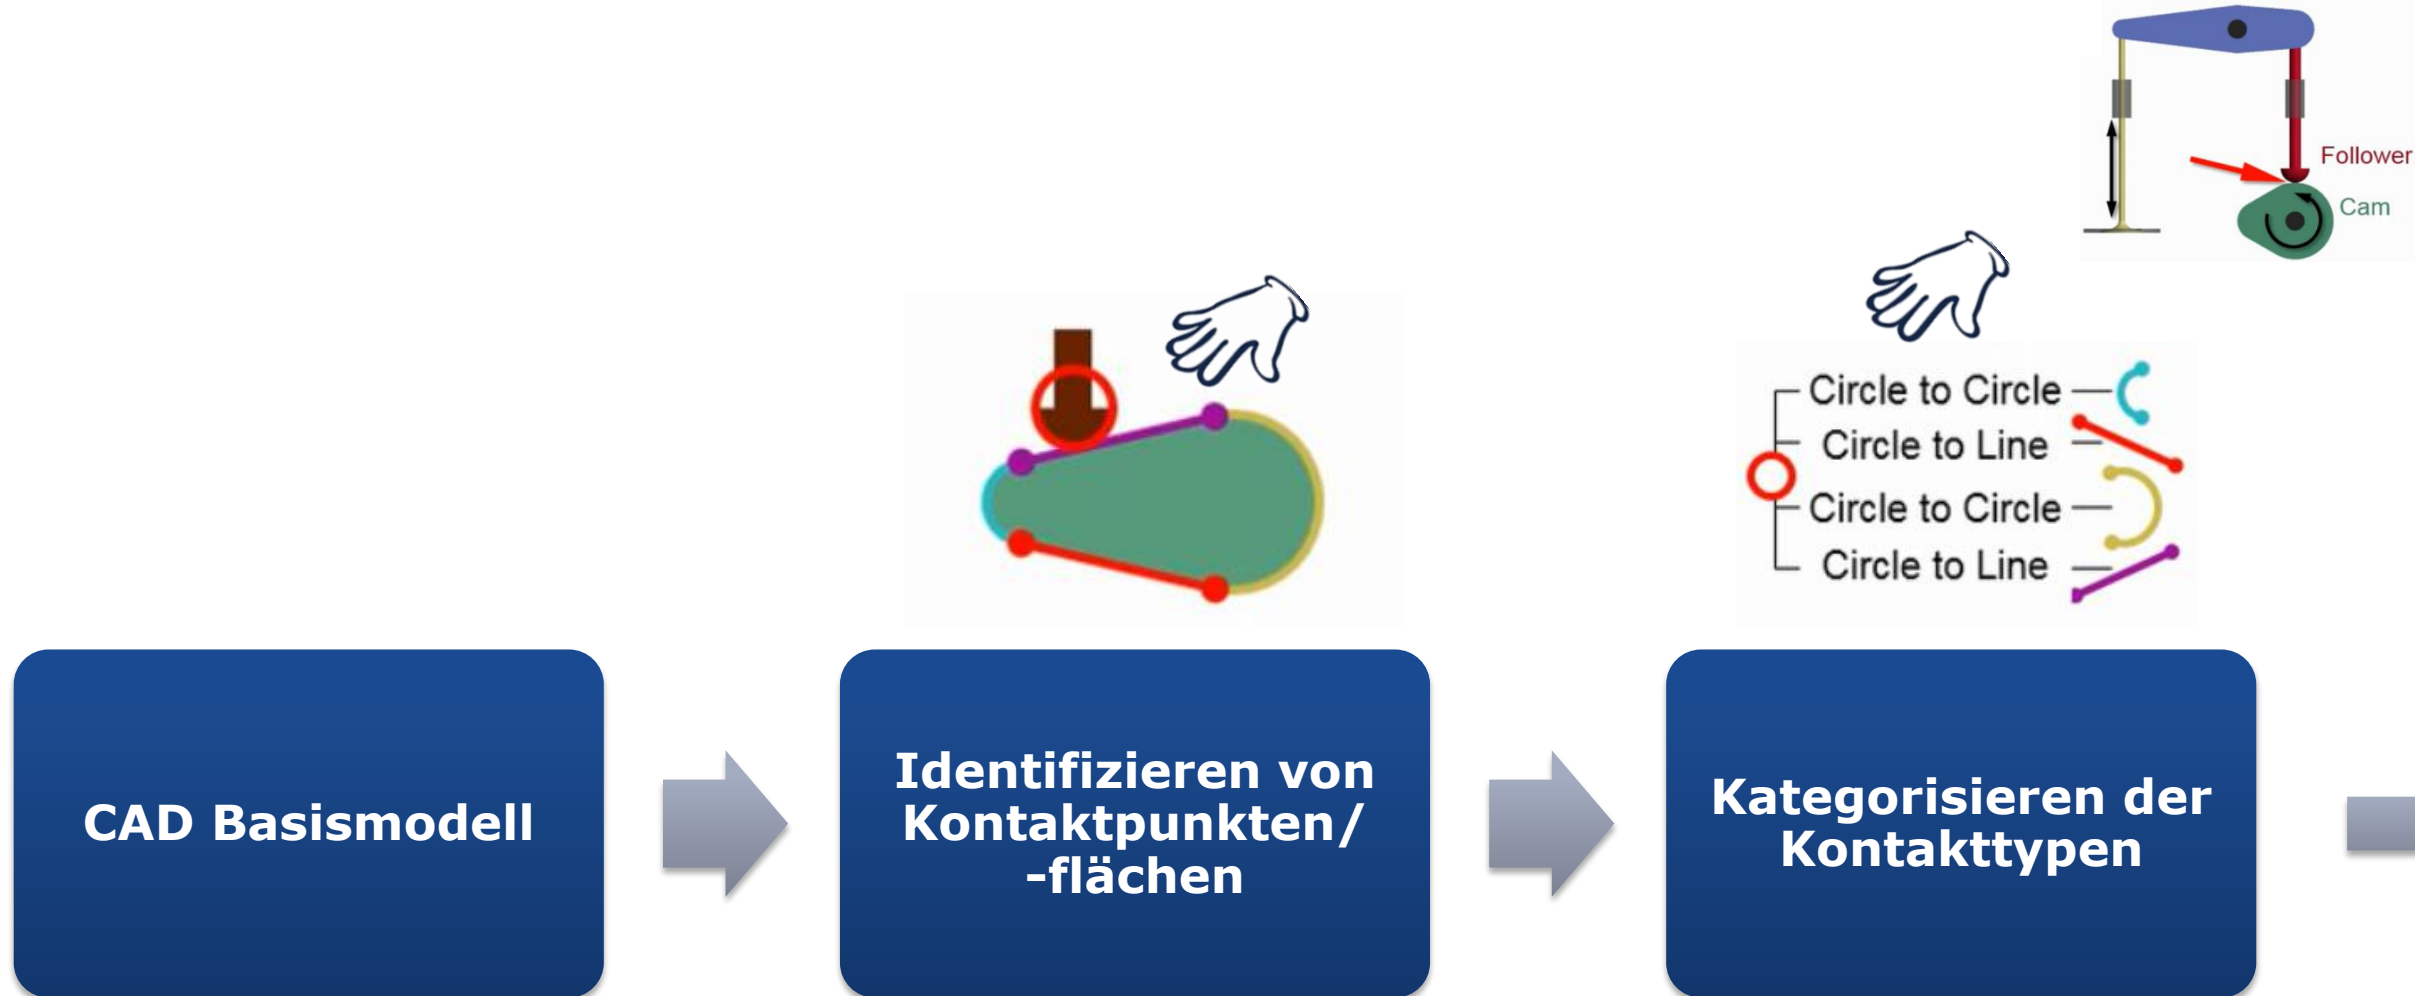 Follower
Cam
Circle to Circle
Circle to Line
Circle to Circle
Circle to Line
CAD Basismodell
Identifizieren von
Kontaktpunkten/
-flächen
Kategorisieren der
Kontakttypen